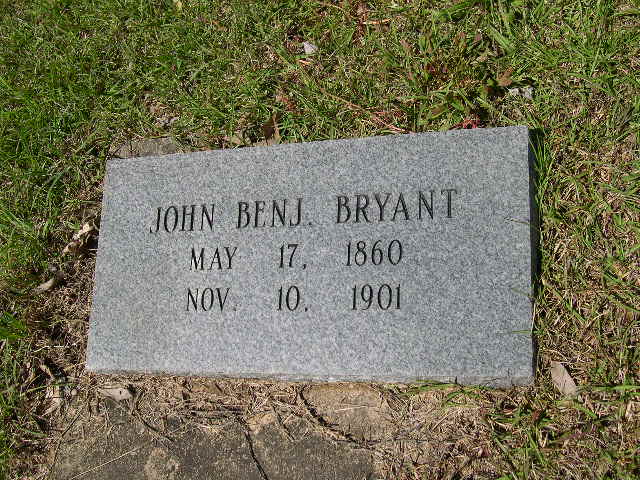 JOHN BENJ. BRYANT
MAY 17, 1860
NOV. 10, 1901